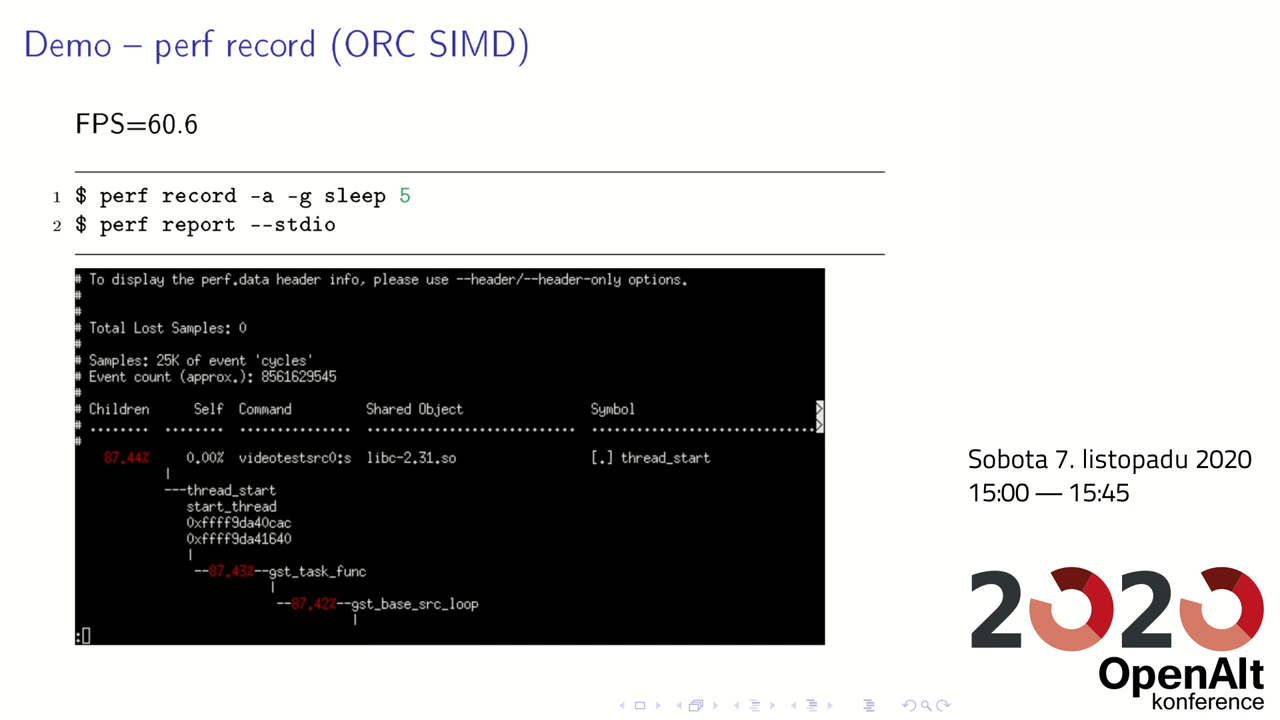 Demo – perf record (ORC SIMD)
FPS=60.6
1 $ perf record -a -g sleep 5
2 $ perf report --stdio
# To display the perf.data header info, please use --header/--header-only options.
#
#
# Total Lost Samples: 0
#
# Samples: 25K of event 'cycles'
# Event count (approx.): 8561629545
#
# Children Self Command Shared Object Symbol >
# ........ ........ ............... ............................ .............................. >
#
87.44% 0.00% videotestsrc0:s libc-2.31.so [.] thread_start
|
---thread_start
start_thread
0xffff9da40cac
0xffff9da41640
|
--87.43%--gst_task_func
|
--87.42%--gst_base_src_loop
|
:
Sobota 7. listopadu 2020
15:00 — 15:45
2020
OpenAlt
konference